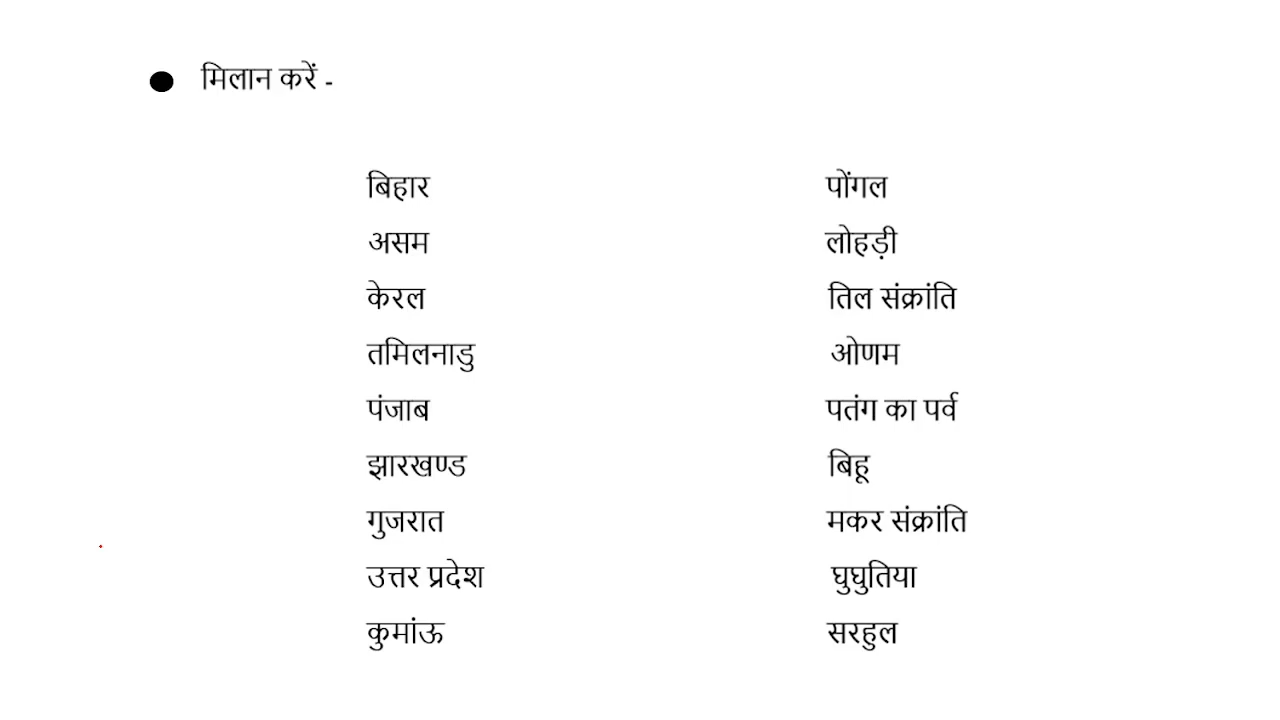 ● मिलान करें -
बिहार पोंगल
असम लोहड़ी
केरल तिल संक्रांति
तमिलनाडु ओणम
पंजाब पतंग का पर्व
झारखण्ड बिहू
गुजरात मकर संक्रांति
उत्तर प्रदेश घुघुतिया
कुमांऊ सरहुल